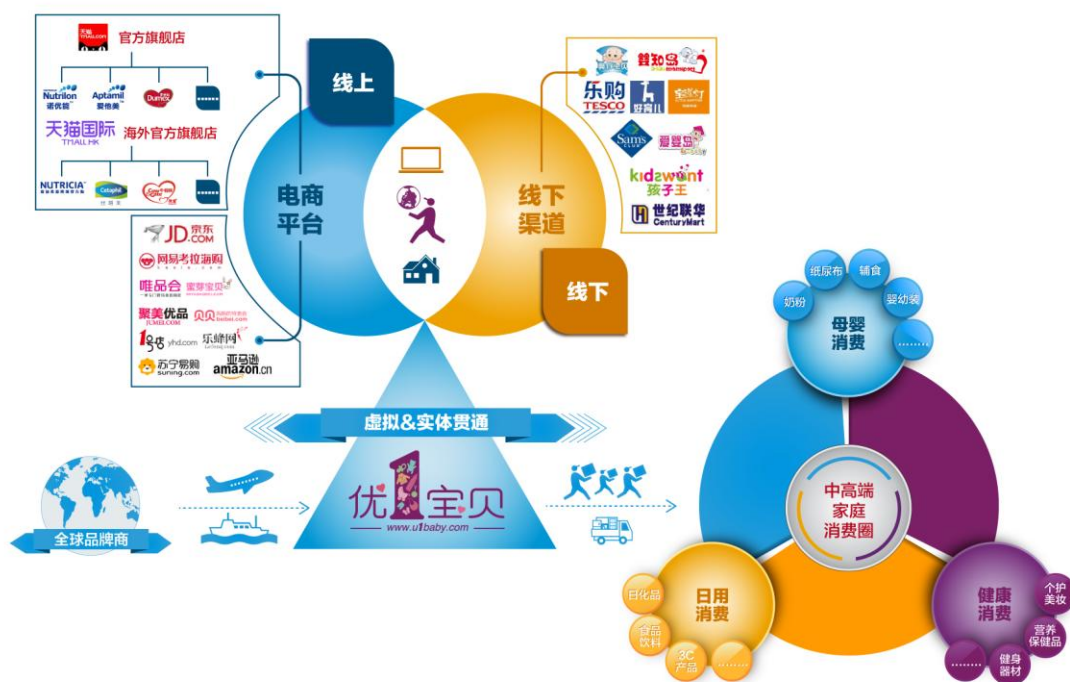 天猫
TMALL.COM
官方旗舰店
Nutrilon
诺优能
Aptamil
爱他美
Dumex
天猫国际
TMALL.HK
海外官方旗舰店
NUTRICIA
Cetaphil
Cow&Gate
线上
电商
平台
线下
渠道
线下
JD.京东
.COM
网易考拉海购
唯品会
蜜芽宝贝
聚美优品
JUMEI.COM
贝贝
beibei.com
1号店
yhd.com
乐蜂网
苏宁易购
suning.com
亚马逊
amazon.cn
乐购
TESCO
好孩儿
Sam's
CLUB
爱婴岛
kidswant
孩子王
世纪联华
CenturyMart
虚拟&实体贯通
优1宝贝
www.u1baby.com
全球品牌商
奶粉
纸尿布
辅食
婴幼装
........
母婴
消费
中高端
家庭
消费圈
日用
消费
日化品
食品
饮料
3C
产品
........
健康
消费
个护
美妆
营养
保健品
健身
器材
........